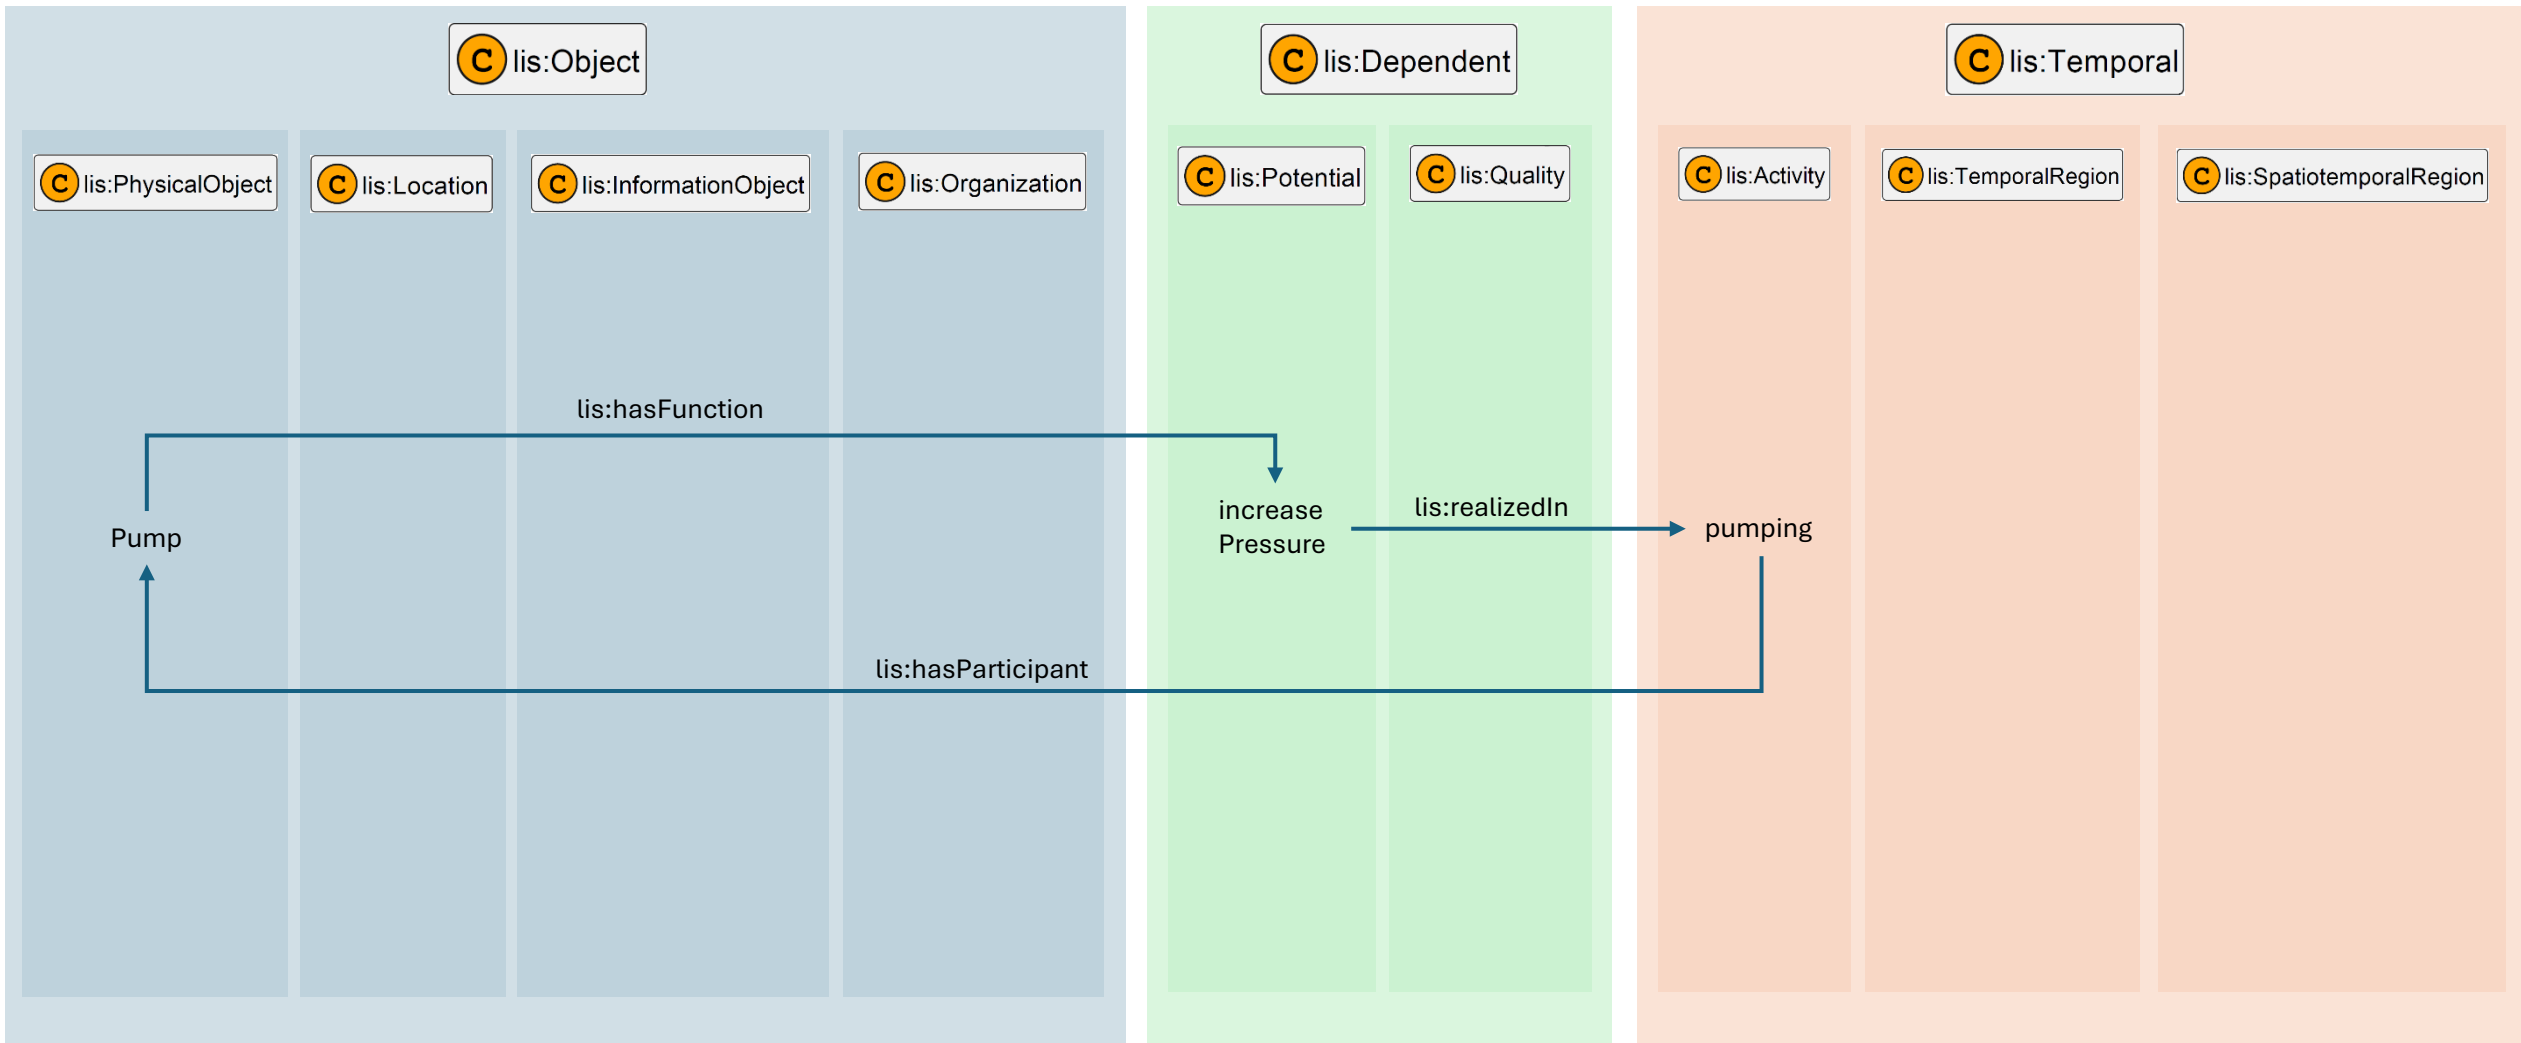 C lis:Object
C lis:Dependent
C lis:Temporal
C lis:PhysicalObject
C lis:Location
C lis:InformationObject
C lis:Organization
C lis:Potential
C lis:Quality
C lis:Activity
C lis:TemporalRegion
C lis:SpatiotemporalRegion
lis:hasFunction
Pump
increase
Pressure
lis:realizedIn
pumping
lis:hasParticipant